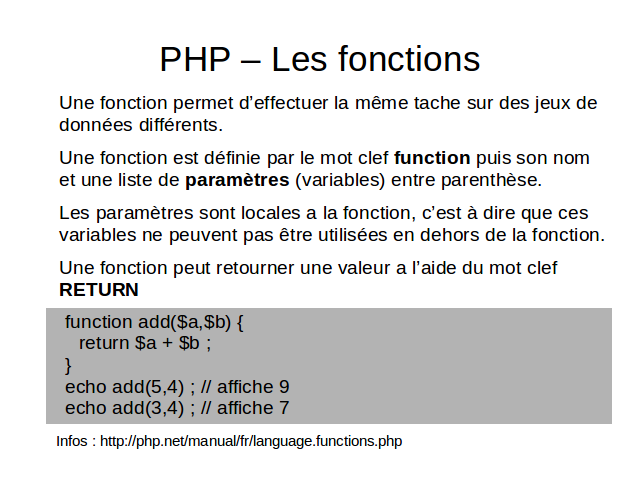 PHP – Les fonctions
Une fonction permet d’effectuer la même tache sur des jeux de
données différents.
Une fonction est définie par le mot clef function puis son nom
et une liste de paramètres (variables) entre parenthèse.
Les paramètres sont locales a la fonction, c’est à dire que ces
variables ne peuvent pas être utilisées en dehors de la fonction.
Une fonction peut retourner une valeur a l’aide du mot clef
RETURN
function add($a,$b) {
return $a + $b ;
}
echo add(5,4) ; // affiche 9
echo add(3,4) ; // affiche 7
Infos : http://php.net/manual/fr/language.functions.php